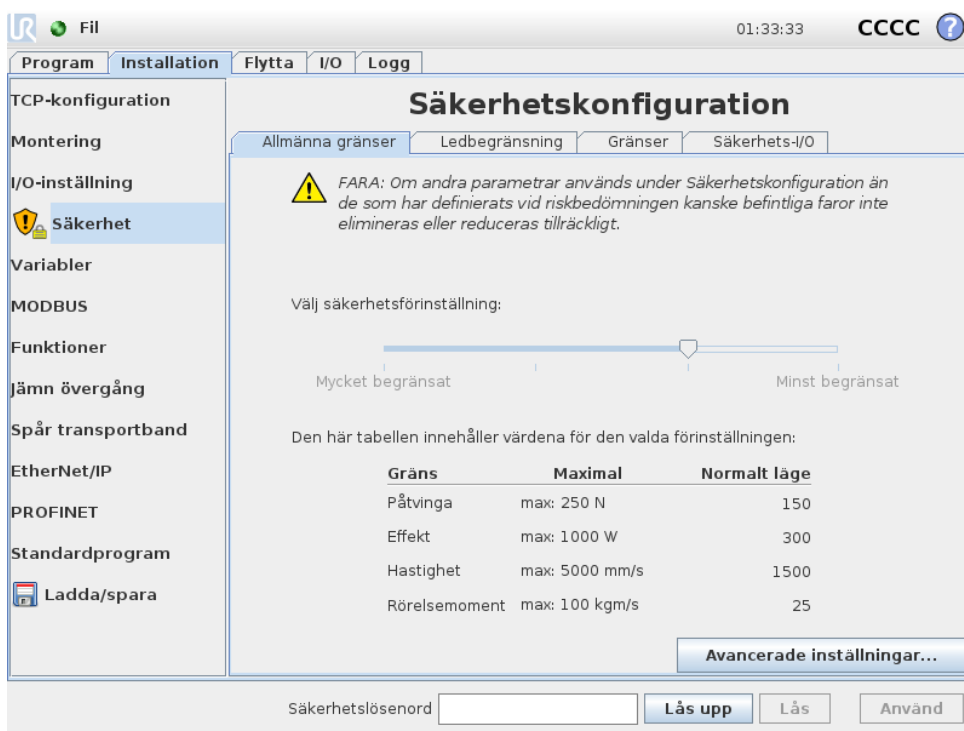 UR Fil 01:33:33 CCCC ?
Program Installation Flytta I/O Logg
TCP-konfiguration
Montering
I/O-inställning
Säkerhet
Variabler
MODBUS
Funktioner
Jämn övergång
Spår transportband
EtherNet/IP
PROFINET
Standardprogram
Ladda/spara
Säkerhetskonfiguration
Allmänna gränser Ledbegränsning Gränser Säkerhets-I/O
FARA: Om andra parametrar används under Säkerhetskonfiguration än
de som har definierats vid riskbedömningen kanske befintliga faror inte
elimineras eller reduceras tillräckligt.
Välj säkerhetsförinställning:
Mycket begränsat Minst begränsat
Den här tabellen innehåller värdena för den valda förinställningen:
Gräns Maximal Normalt läge
Påtvinga max: 250 N 150
Effekt max: 1000 W 300
Hastighet max: 5000 mm/s 1500
Rörelsemoment max: 100 kgm/s 25
Avancerade inställningar...
Säkerhetslösenord Lås upp Lås Använd